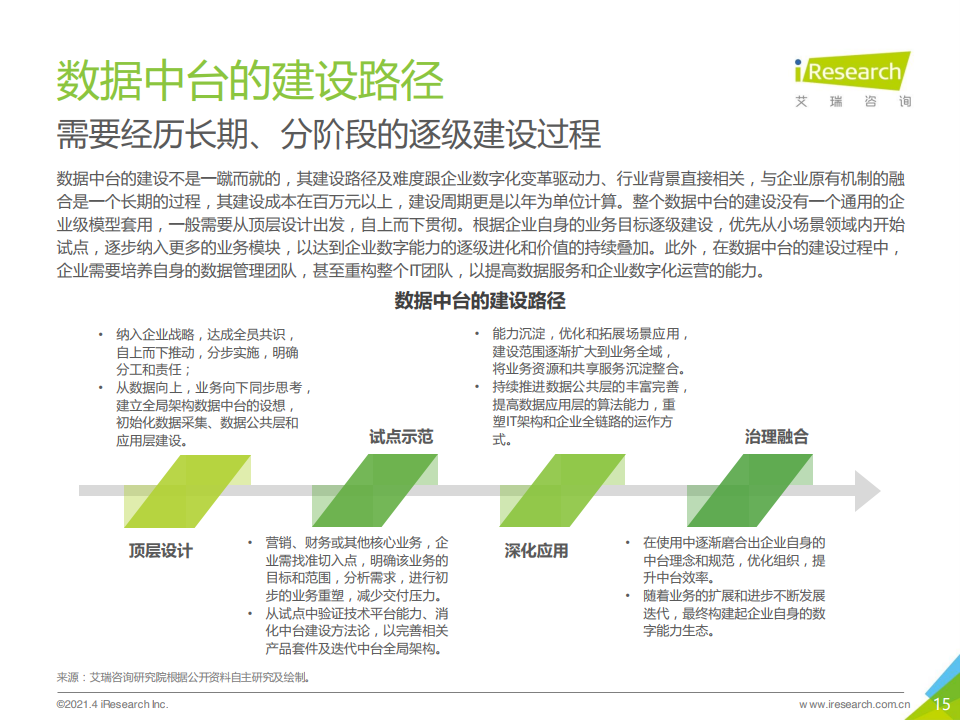 数据中台的建设路径
iResearch
艾瑞咨询
需要经历长期、分阶段的逐级建设过程
数据中台的建设不是一蹴而就的，其建设路径及难度跟企业数字化变革驱动力、行业背景直接相关，与企业原有机制的融
合是一个长期的过程，其建设成本在百万元以上，建设周期更是以年为单位计算。整个数据中台的建设没有一个通用的企
业级模型套用，一般需要从顶层设计出发，自上而下贯彻。根据企业自身的业务目标逐级建设，优先从小场景领域内开始
试点，逐步纳入更多的业务模块，以达到企业数字能力的逐级进化和价值的持续叠加。此外，在数据中台的建设过程中，
企业需要培养自身的数据管理团队，甚至重构整个IT团队，以提高数据服务和企业数字化运营的能力。
数据中台的建设路径
• 纳入企业战略，达成全员共识，
自上而下推动，分步实施，明确
分工和责任；
• 从数据向上，业务向下同步思考，
建立全局架构数据中台的设想，
初始化数据采集、数据公共层和
应用层建设。
顶层设计
试点示范
• 营销、财务或其他核心业务，企
业需找准切入点，明确该业务的
目标和范围，分析需求，进行初
步的业务重塑，减少交付压力。
• 从试点中验证技术平台能力、消
化中台建设方法论，以完善相关
产品套件及迭代中台全局架构。
• 能力沉淀，优化和拓展场景应用，
建设范围逐渐扩大到业务全域，
将业务资源和共享服务沉淀整合。
• 持续推进数据公共层的丰富完善，
提高数据应用层的算法能力，重
塑IT架构和企业全链路的运作方
式。
深化应用
治理融合
• 在使用中逐渐磨合出企业自身的
中台理念和规范，优化组织，提
升中台效率。
• 随着业务的扩展和进步不断发展
迭代，最终构建起企业自身的数
字能力生态。
来源：艾瑞咨询研究院根据公开资料自主研究及绘制。
©2021.4 iResearch Inc.
www.iresearch.com.cn
15